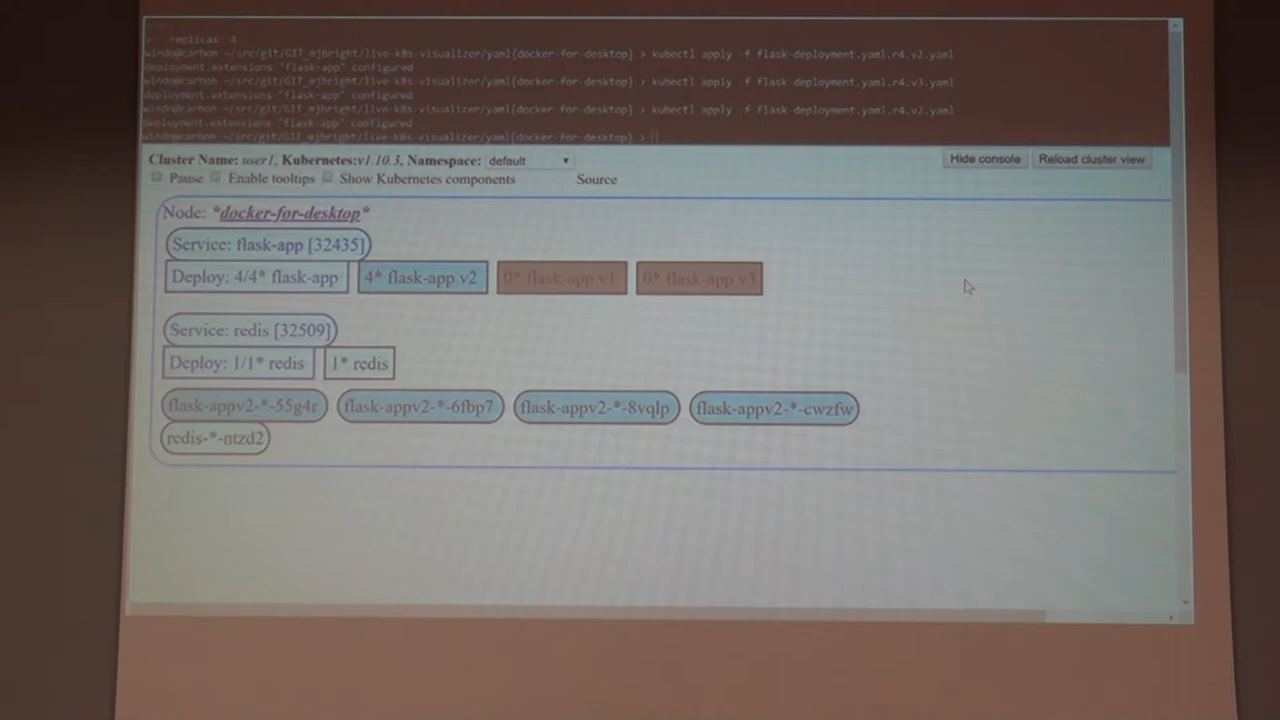 replicas: 4
windo@carbon ~/src/git/GIT_mjbright/live-k8s-visualizer/yaml{docker-for-desktop} > kubectl apply -f flask-deployment.yaml.r4.v2.yaml
deployment.extensions "flask-app" configured
windo@carbon ~/src/git/GIT_mjbright/live-k8s-visualizer/yaml{docker-for-desktop} > kubectl apply -f flask-deployment.yaml.r4.v3.yaml
deployment.extensions "flask-app" configured
windo@carbon ~/src/git/GIT_mjbright/live-k8s-visualizer/yaml{docker-for-desktop} > kubectl apply -f flask-deployment.yaml.r4.v2.yaml
deployment.extensions "flask-app" configured
windo@carbon ~/src/git/GIT_mjbright/live-k8s-visualizer/yaml{docker-for-desktop} >
Cluster Name: user1, Kubernetes:v1.10.3, Namespace: default Hide console Reload cluster view
Pause Enable tooltips Show Kubernetes components Source
Node: *docker-for-desktop*
Service: flask-app [32435]
Deploy: 4/4* flask-app 4* flask-app v2 0* flask-app v1 0* flask-app v3
Service: redis [32509]
Deploy: 1/1* redis 1* redis
flask-appv2-*-55g4r flask-appv2-*-6fbp7 flask-appv2-*-8vqlp flask-appv2-*-cwzfw
redis-*-ntzd2